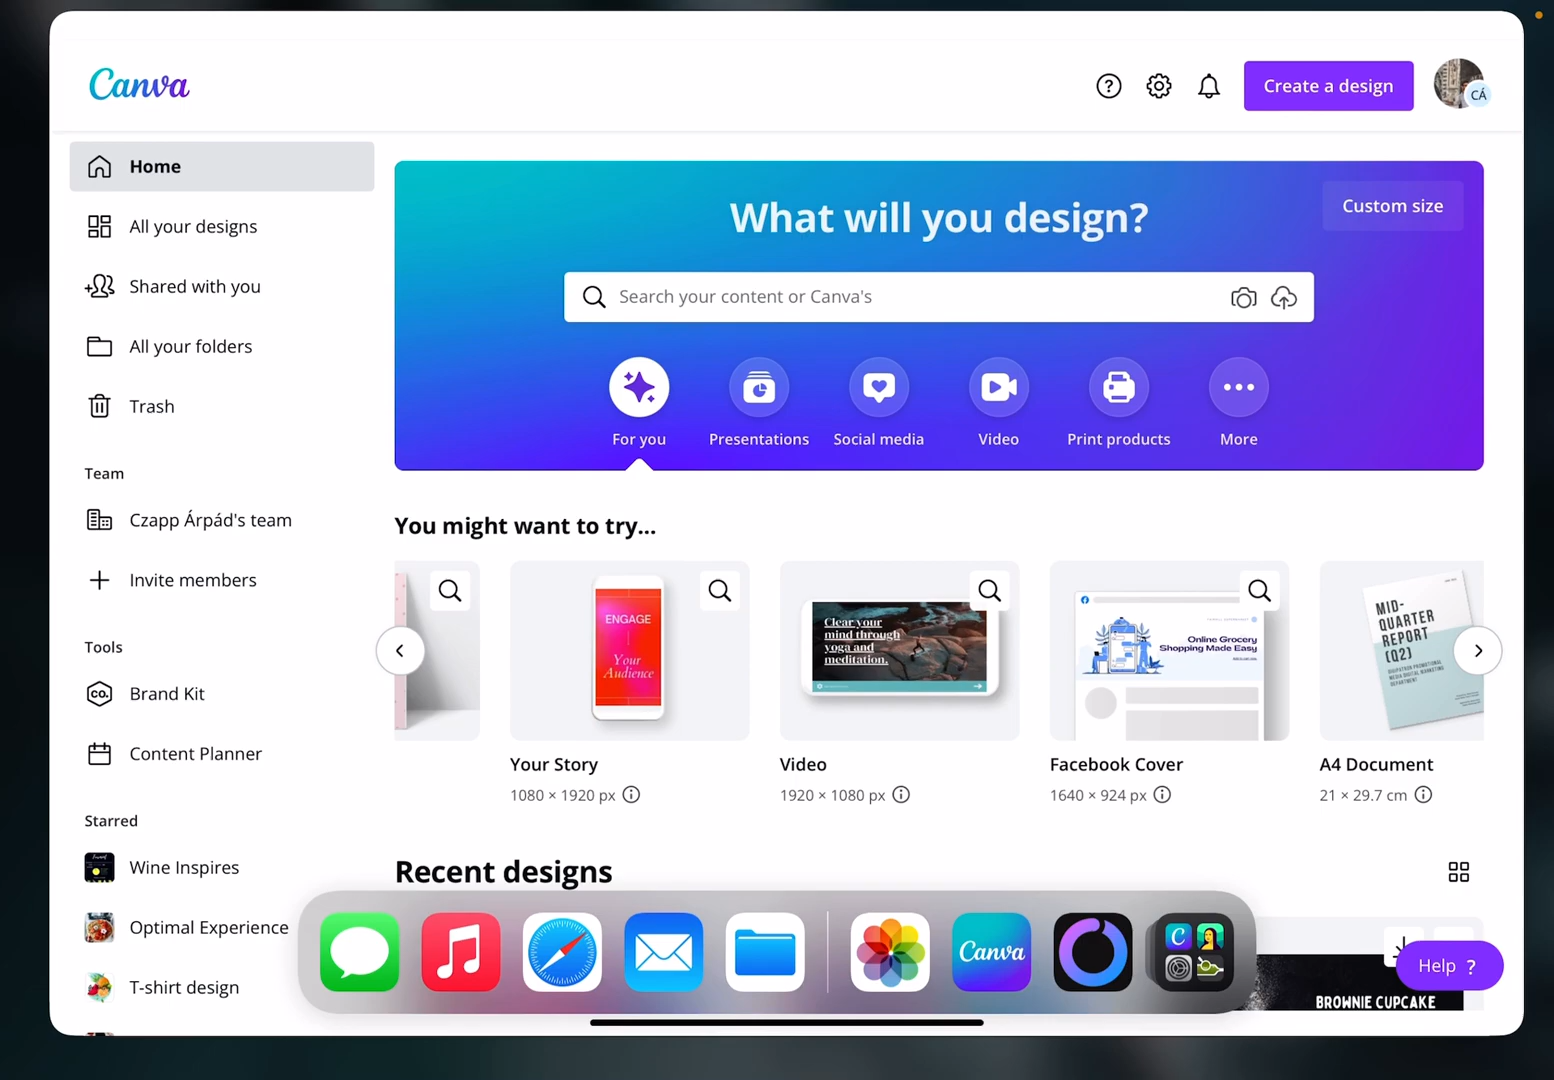 Canva
?
Create a design
CÁ
Home
All your designs
Shared with you
All your folders
Trash
Team
Czapp Árpád's team
Invite members
Tools
CO.
Brand Kit
Content Planner
Starred
Wine Inspires
Optimal Experience
T-shirt design
What will you design?
Custom size
Search your content or Canva's
For you
Presentations
Social media
Video
Print products
More
You might want to try...
ENGAGE
Your
Audience
Clear your
mind through
yoga and
meditation.
Online Grocery
Shopping Made Easy
MID-
QUARTER
REPORT
(Q2)
Your Story
1080 × 1920 px
Video
1920 × 1080 px
Facebook Cover
1640 × 924 px
A4 Document
21 × 29.7 cm
Recent designs
Canva
C
Help ?
BROWNIE CUPCAKE